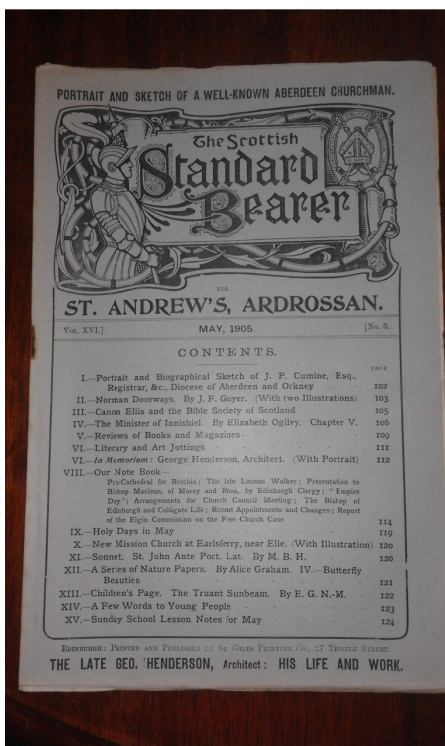 PORTRAIT AND SKETCH OF A WELL-KNOWN ABERDEEN CHURCHMAN.
The Scottish
Standard
Bearer
FOR
ST. ANDREW'S, ARDROSSAN.
VOL. XVI.] MAY, 1905. [No. 5.
CONTENTS.
PAGE
I.—Portrait and Biographical Sketch of J. P. Cumine, Esq.,
Registrar, &c., Diocese of Aberdeen and Orkney 102
II.—Norman Doorways. By J. F. Guyer. (With two Illustrations) 103
III.—Canon Ellis and the Bible Society of Scotland 105
IV.—The Minister of Innishiel. By Elizabeth Ogiley. Chapter V. 106
V.—Reviews of Books and Magazines 109
VI.—Literary and Art Jottings 111
VI.—In Memoriam: George Henderson, Architect. (With Portrait) 112
VIII.—Our Note Book—
Pro-Cathedral for Brechin; The late Lauson Walker; Presentation to
Bishop Maclean, of Moray and Ross, by Edinburgh Clergy; "Empire
Day"; Arrangements for Church Council Meeting; The Bishop of
Edinburgh and Collegiate Life; Recent Appointments and Changes; Report
of the Elgin Commission on the Free Church Case 114
IX.—Holy Days in May 119
X.—New Mission Church at Earlsferry, near Elie. (With Illustration) 120
XI.—Sonnet. St. John Ante Port. Lat. By M. B. H. 120
XII.—A Series of Nature Papers. By Alice Graham. IV.—Butterfly
Beauties 121
XIII.—Children's Page. The Truant Sunbeam. By E. G. N.-M. 122
XIV.—A Few Words to Young People 123
XV.—Sunday School Lesson Notes for May 124
EDINBURGH: PRINTED AND PUBLISHED BY ST GILES PRINTING CO., 27 THISTLE STREET.
THE LATE GEO. HENDERSON, Architect: HIS LIFE AND WORK.